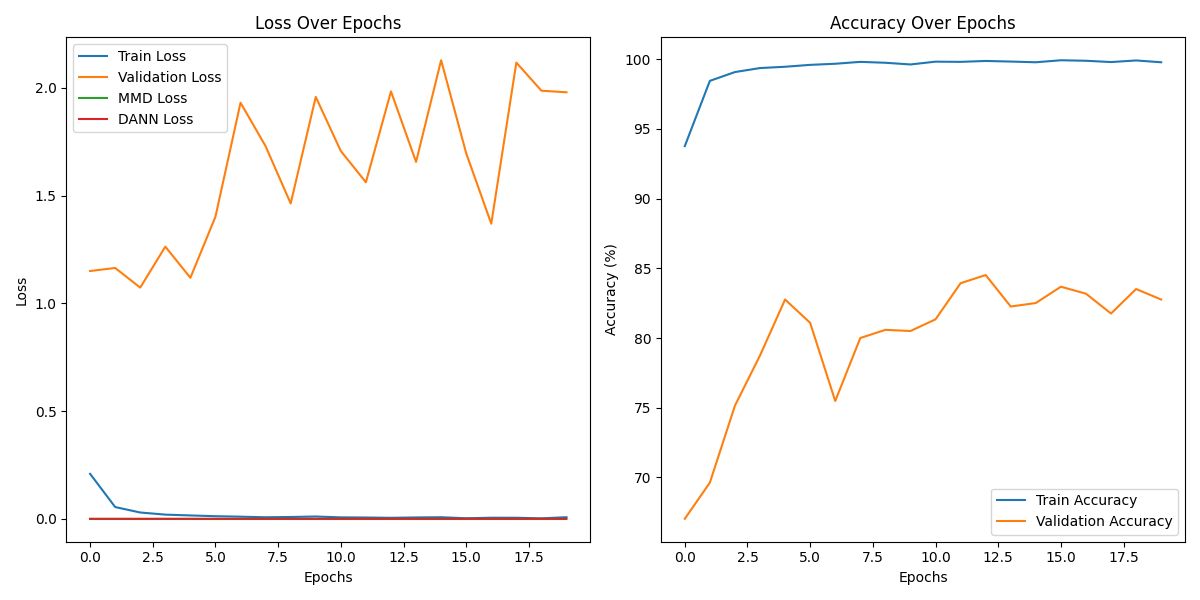 Loss Over Epochs
Train Loss
Validation Loss
MMD Loss
DANN Loss
2.0
1.5
1.0
0.5
0.0
Loss
0.0 2.5 5.0 7.5 10.0 12.5 15.0 17.5
Epochs
Accuracy Over Epochs
100
95
90
85
80
75
70
Accuracy (%)
Train Accuracy
Validation Accuracy
0.0 2.5 5.0 7.5 10.0 12.5 15.0 17.5
Epochs